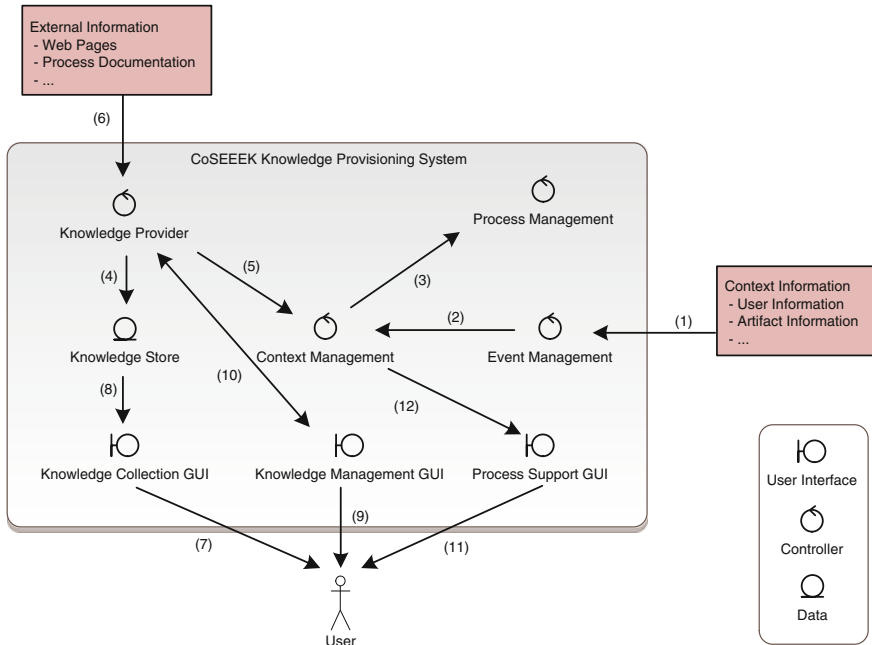 External Information
- Web Pages
- Process Documentation
- ...
(6)
CoSEEEK Knowledge Provisioning System
Knowledge Provider
Process Management
(4)
(5)
(3)
Context Information
- User Information
- Artifact Information
- ...
(2)
(1)
Knowledge Store
Context Management
Event Management
(8)
(10)
(12)
Knowledge Collection GUI
Knowledge Management GUI
Process Support GUI
(7)
(9)
(11)
User
User Interface
Controller
Data